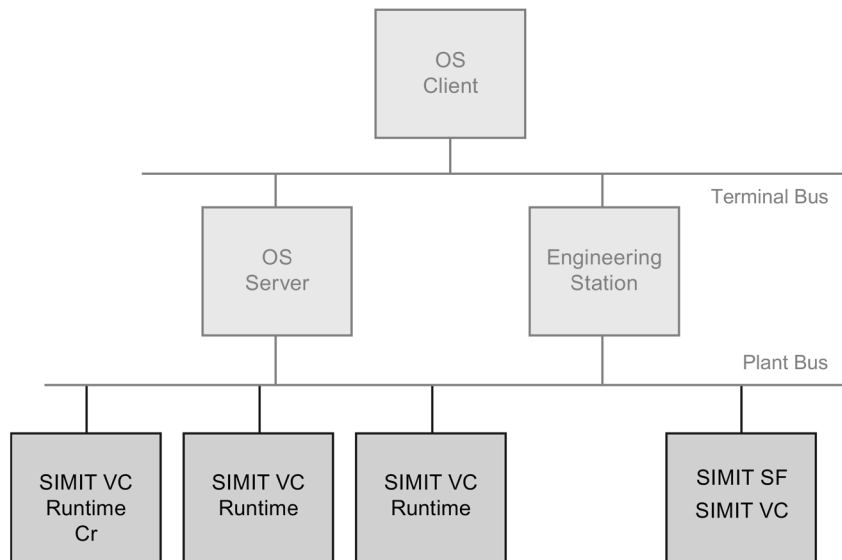 OS
Client
Terminal Bus
OS
Server
Engineering
Station
Plant Bus
SIMIT VC
Runtime
Cr
SIMIT VC
Runtime
SIMIT VC
Runtime
SIMIT SF
SIMIT VC